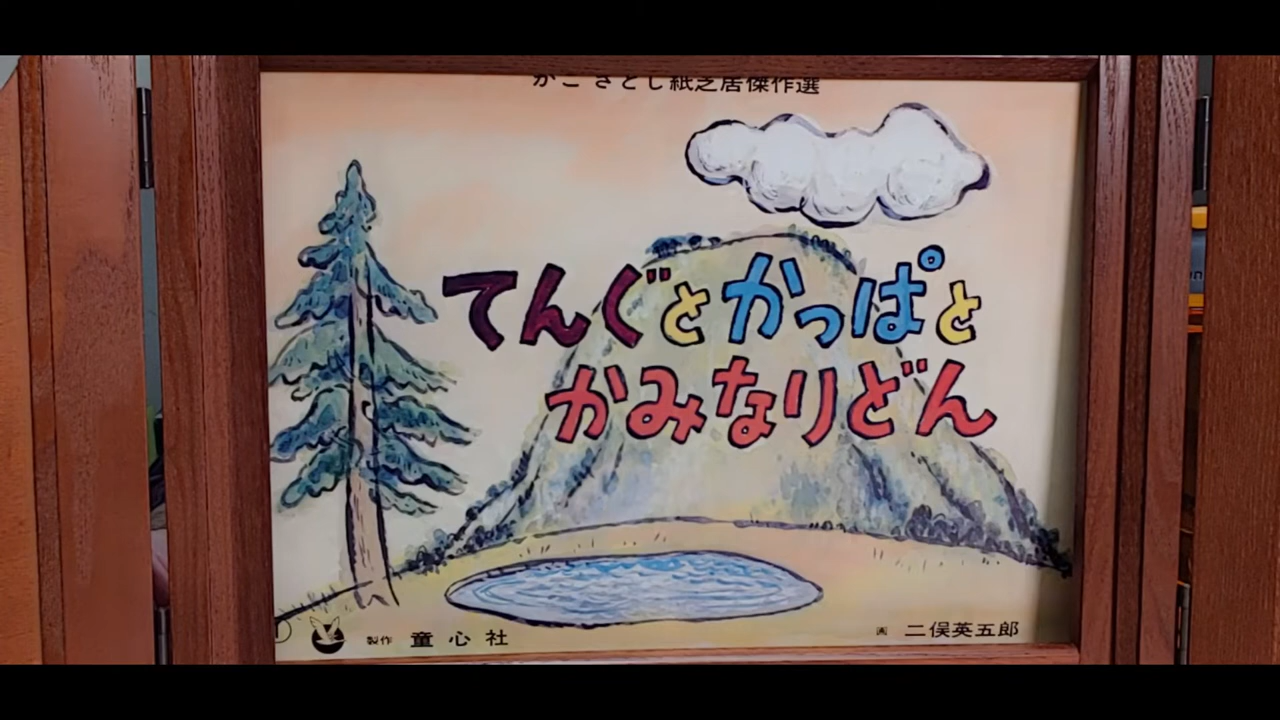 かこ さとし紙芝居傑作選
てんぐとかっぱと
かみなりどん
製作 童心社
画 二俣英五郎